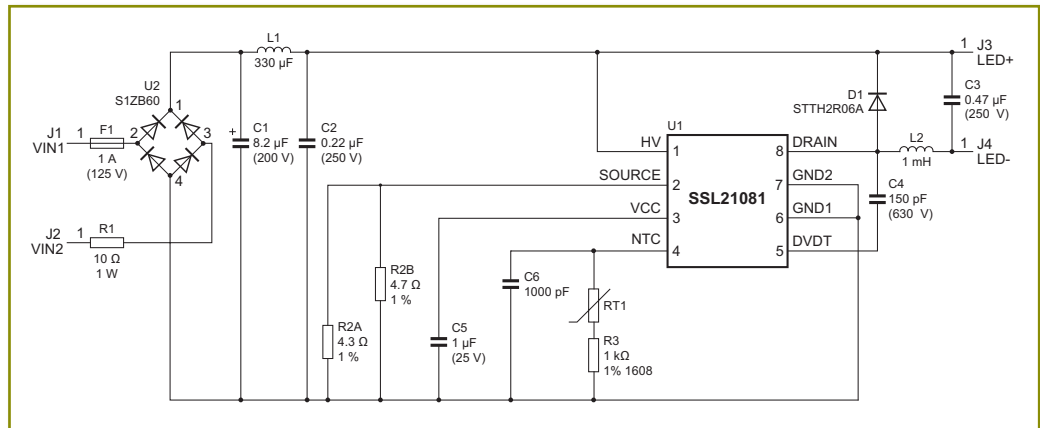 L1
330 µF
U2
S1ZB60
1
2
3
4
J1
VIN1
1
F1
1 A
(125 V)
J2
VIN2
1
R1
10 Ω
1 W
+
C1
8.2 µF
(200 V)
C2
0.22 µF
(250 V)
R2A
4.3 Ω
1 %
R2B
4.7 Ω
1 %
C5
1 µF
(25 V)
C6
1000 pF
RT1
R3
1 kΩ
1% 1608
U1
SSL21081
HV
1
SOURCE
2
VCC
3
NTC
4
8
DRAIN
7
GND2
6
GND1
5
DVDT
D1
STTH2R06A
L2
1 mH
C3
0.47 µF
(250 V)
C4
150 pF
(630 V)
1
J3
LED+
1
J4
LED-